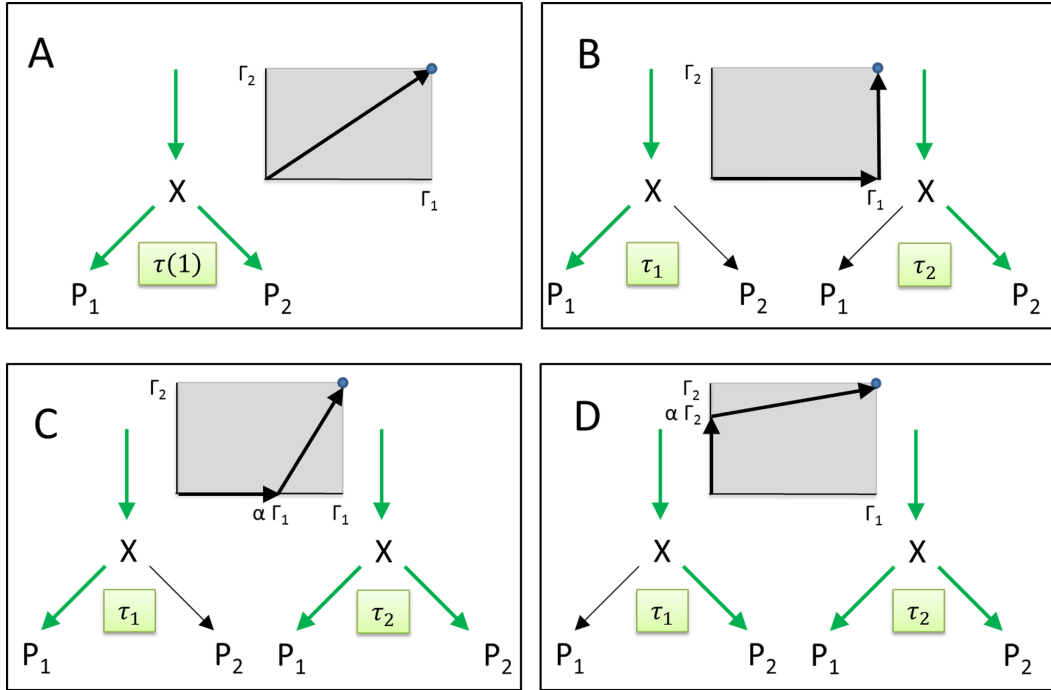 A
Γ₂
Γ₁
X
τ(1)
P₁
P₂
B
Γ₂
Γ₁
X
X
τ₁
τ₂
P₁
P₂
P₁
P₂
C
Γ₂
α Γ₁
Γ₁
X
X
τ₁
τ₂
P₁
P₂
P₁
P₂
D
Γ₂
α Γ₂
Γ₁
X
X
τ₁
τ₂
P₁
P₂
P₁
P₂